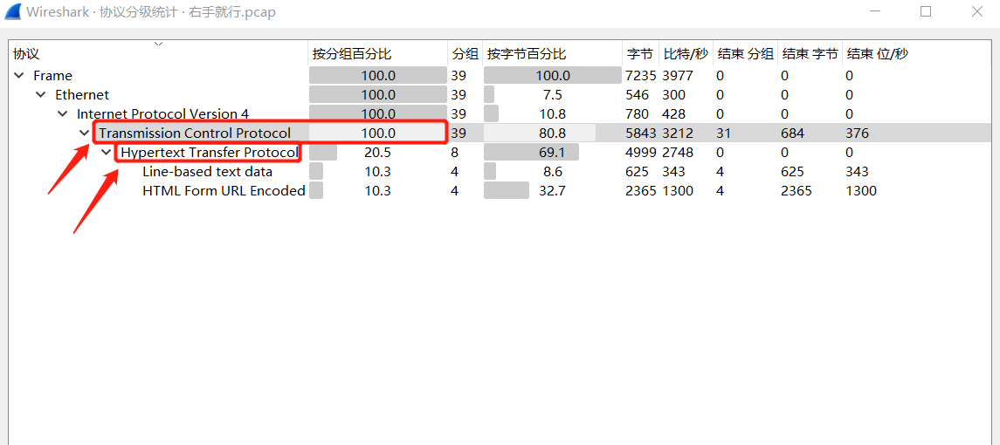 Wireshark · 协议分级统计 · 右手就行.pcap
协议 按分组百分比 分组 按字节百分比 字节 比特/秒 结束 分组 结束 字节 结束 位/秒
Frame 100.0 39 100.0 7235 3977 0 0 0
Ethernet 100.0 39 7.5 546 300 0 0 0
Internet Protocol Version 4 100.0 39 10.8 780 428 0 0 0
Transmission Control Protocol 100.0 39 80.8 5843 3212 31 684 376
Hypertext Transfer Protocol 20.5 8 69.1 4999 2748 0 0 0
Line-based text data 10.3 4 8.6 625 343 4 625 343
HTML Form URL Encoded 10.3 4 32.7 2365 1300 4 2365 1300